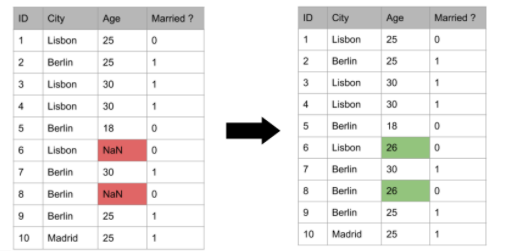 ID City Age Married ?
1 Lisbon 25 0
2 Berlin 25 1
3 Lisbon 30 1
4 Lisbon 30 1
5 Berlin 18 0
6 Lisbon NaN 0
7 Berlin 30 1
8 Berlin NaN 0
9 Berlin 25 1
10 Madrid 25 1
ID City Age Married ?
1 Lisbon 25 0
2 Berlin 25 1
3 Lisbon 30 1
4 Lisbon 30 1
5 Berlin 18 0
6 Lisbon 26 0
7 Berlin 30 1
8 Berlin 26 0
9 Berlin 25 1
10 Madrid 25 1